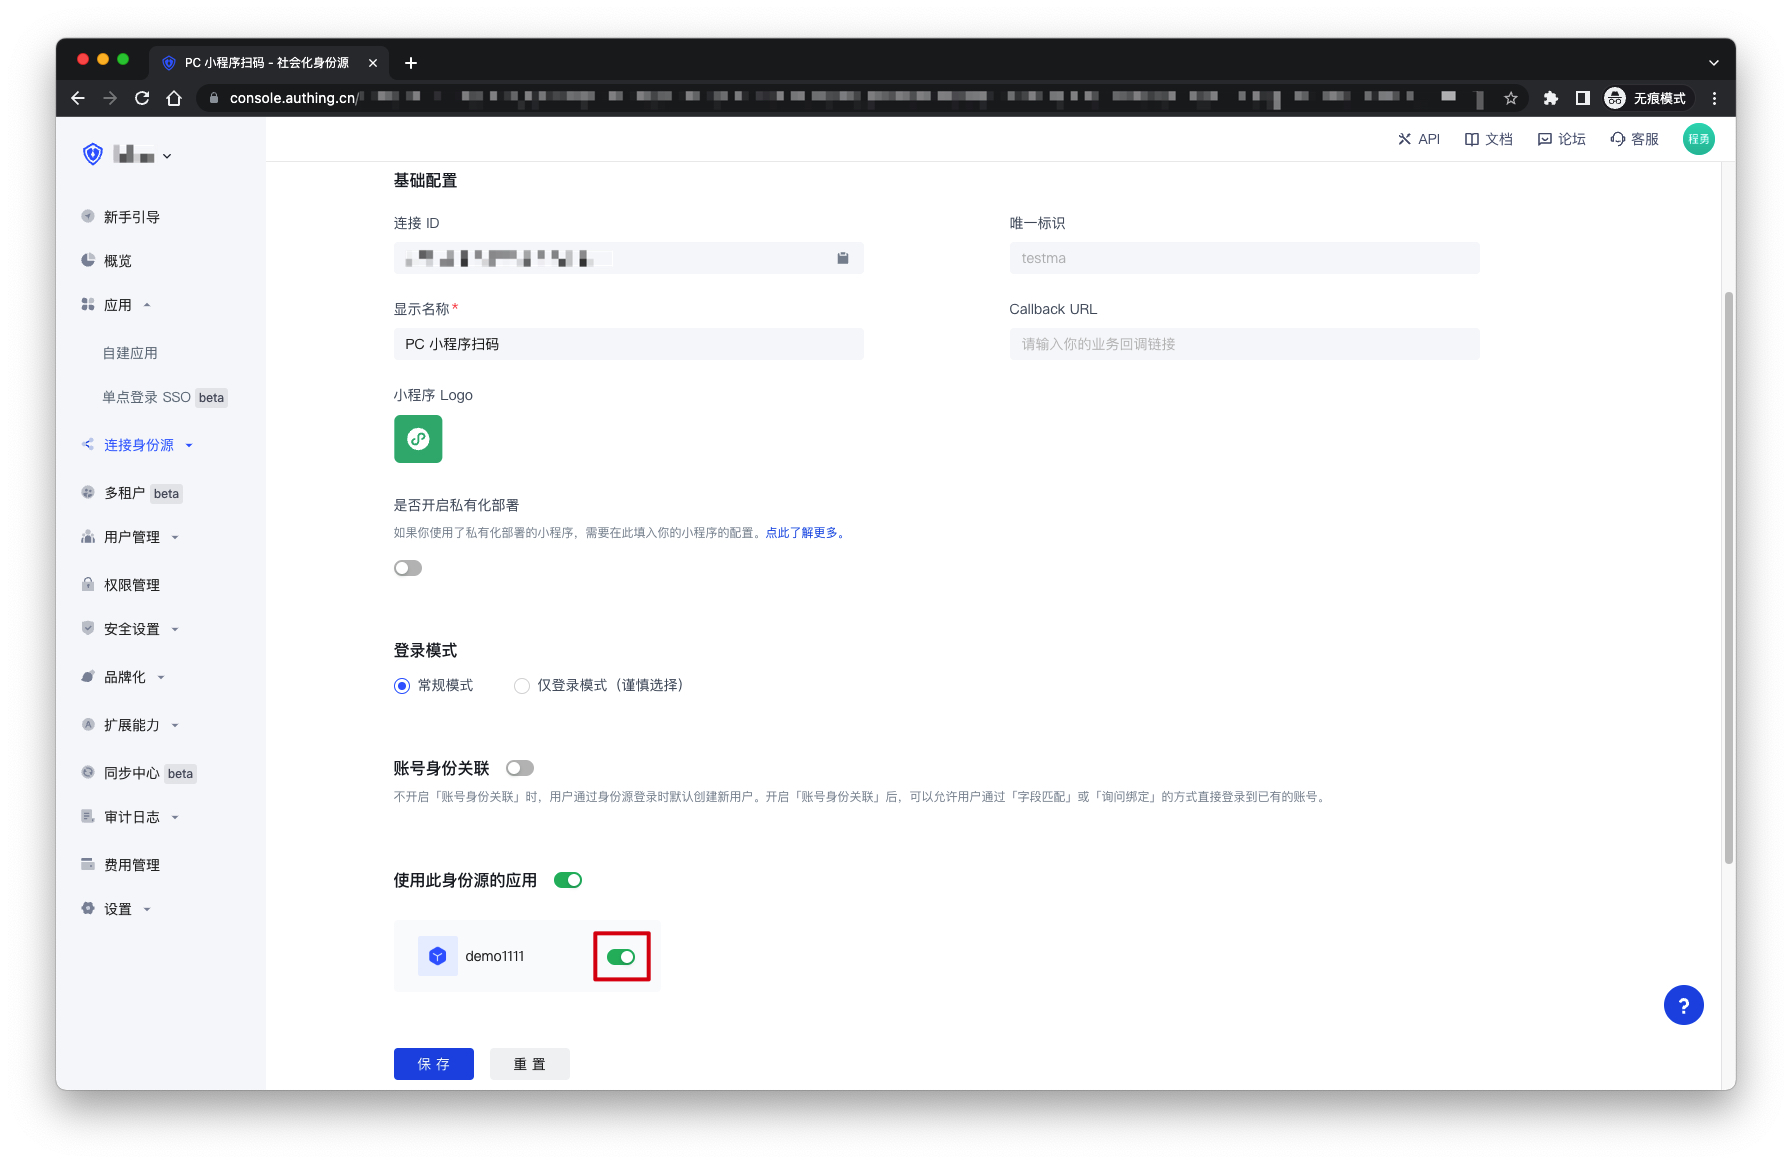 PC 小程序扫码 - 社会化身份源
console.authing.cn/
无痕模式
API
文档
论坛
客服
程勇
新手引导
概览
应用
自建应用
单点登录 SSO beta
连接身份源
多租户 beta
用户管理
权限管理
安全设置
品牌化
扩展能力
同步中心 beta
审计日志
费用管理
设置
基础配置
连接 ID
唯一标识
testma
显示名称*
Callback URL
PC 小程序扫码
请输入你的业务回调链接
小程序 Logo
是否开启私有化部署
如果你使用了私有化部署的小程序，需要在此填入你的小程序的配置。点此了解更多。
登录模式
常规模式
仅登录模式（谨慎选择）
账号身份关联
不开启「账号身份关联」时，用户通过身份源登录时默认创建新用户。开启「账号身份关联」后，可以允许用户通过「字段匹配」或「询问绑定」的方式直接登录到已有的账号。
使用此身份源的应用
demo1111
保 存
重 置
?